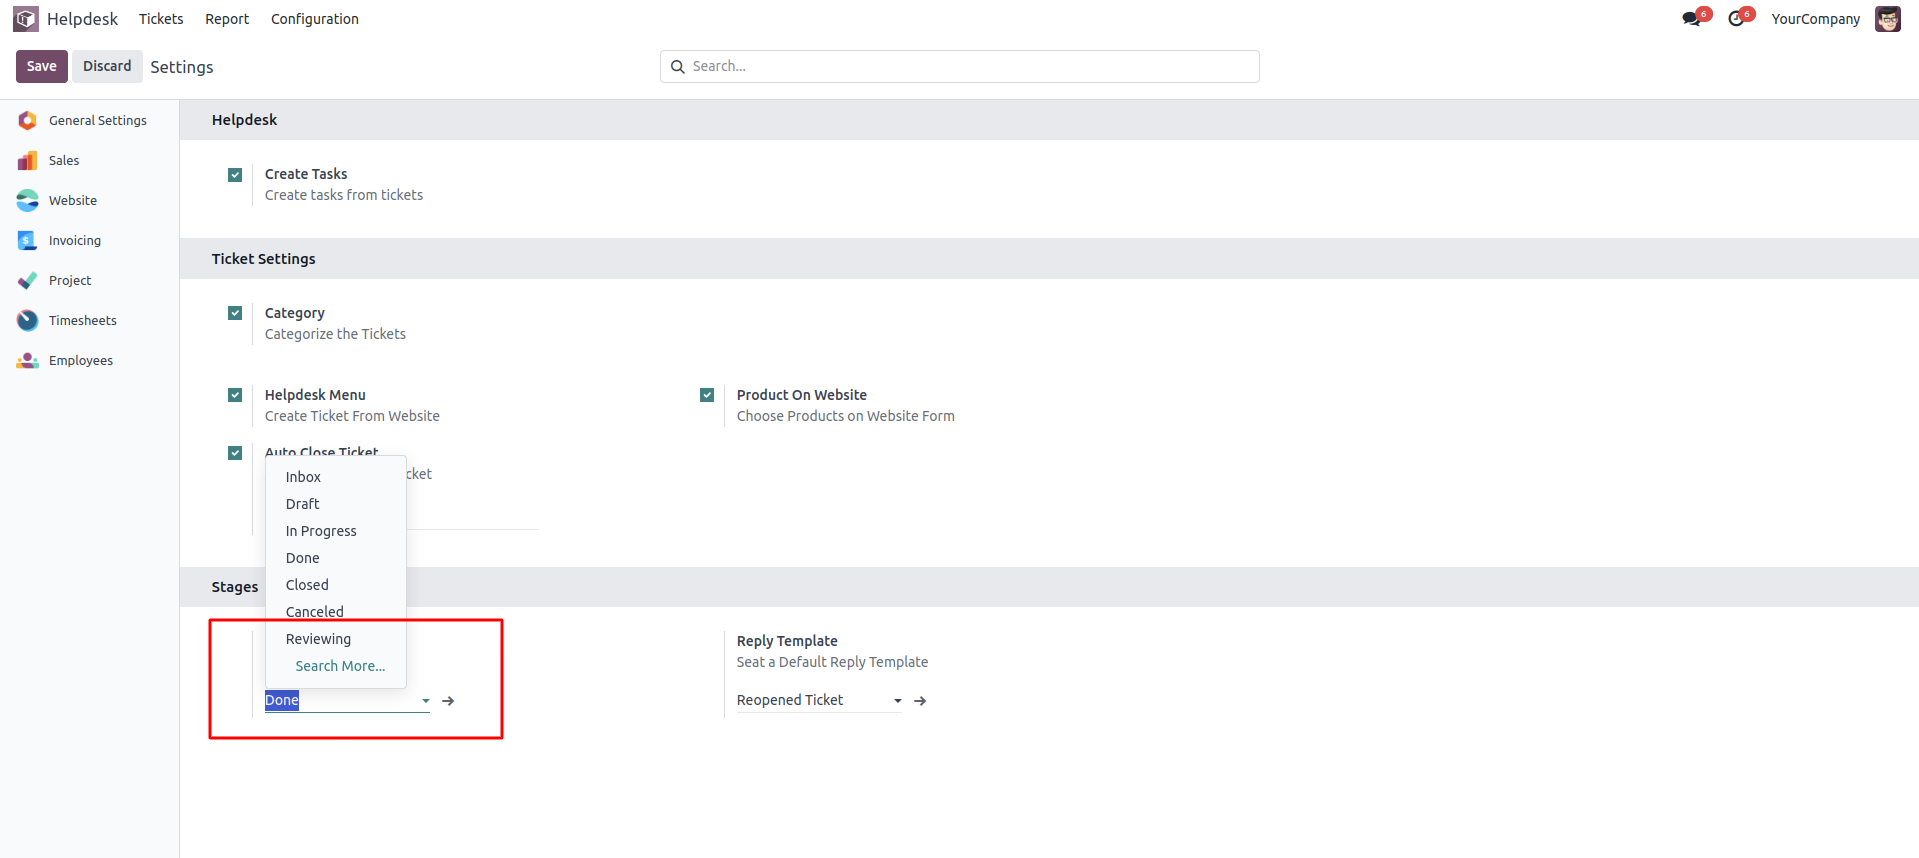 Helpdesk Tickets Report Configuration 6 6 YourCompany
Save Discard Settings Search...
General Settings
Sales
Website
Invoicing
Project
Timesheets
Employees
Helpdesk
Create Tasks
Create tasks from tickets
Ticket Settings
Category
Categorize the Tickets
Helpdesk Menu
Create Ticket From Website
Product On Website
Choose Products on Website Form
Auto Close Ticket
cket
Inbox
Draft
In Progress
Done
Closed
Canceled
Reviewing
Search More...
Stages
Done
Reply Template
Seat a Default Reply Template
Reopened Ticket